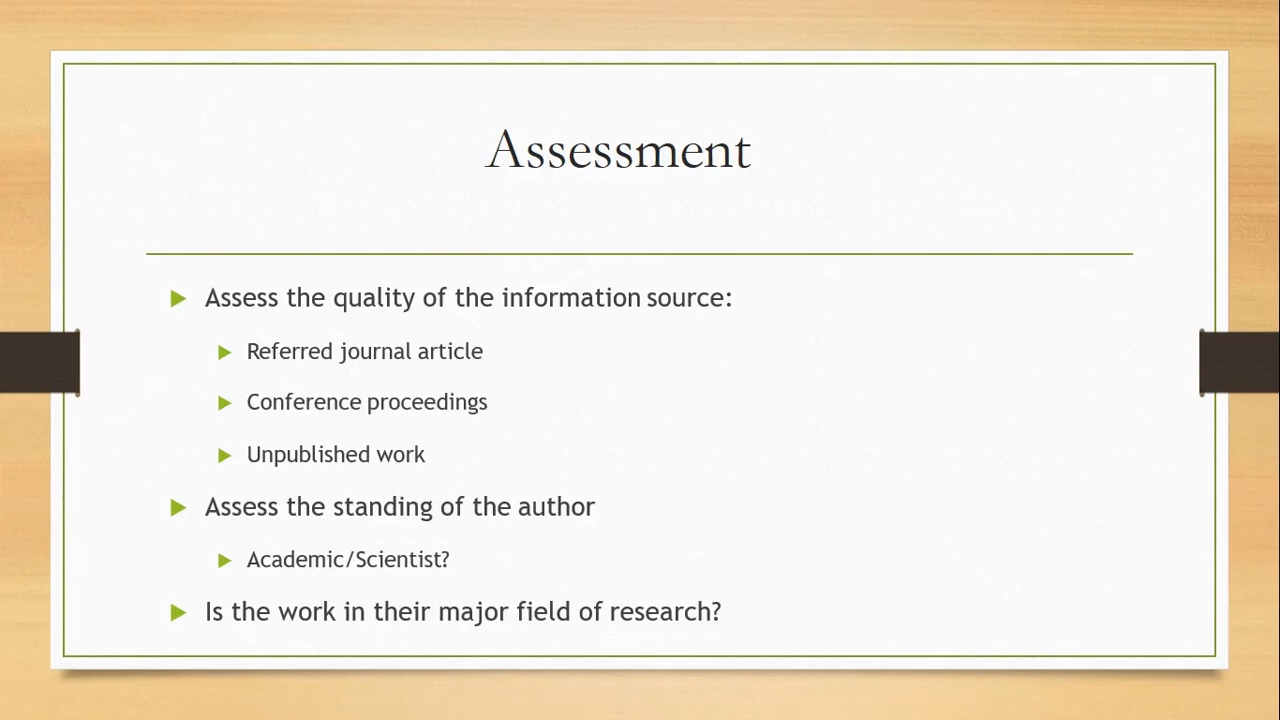 Assessment
Assess the quality of the information source:
Referred journal article
Conference proceedings
Unpublished work
Assess the standing of the author
Academic/Scientist?
Is the work in their major field of research?